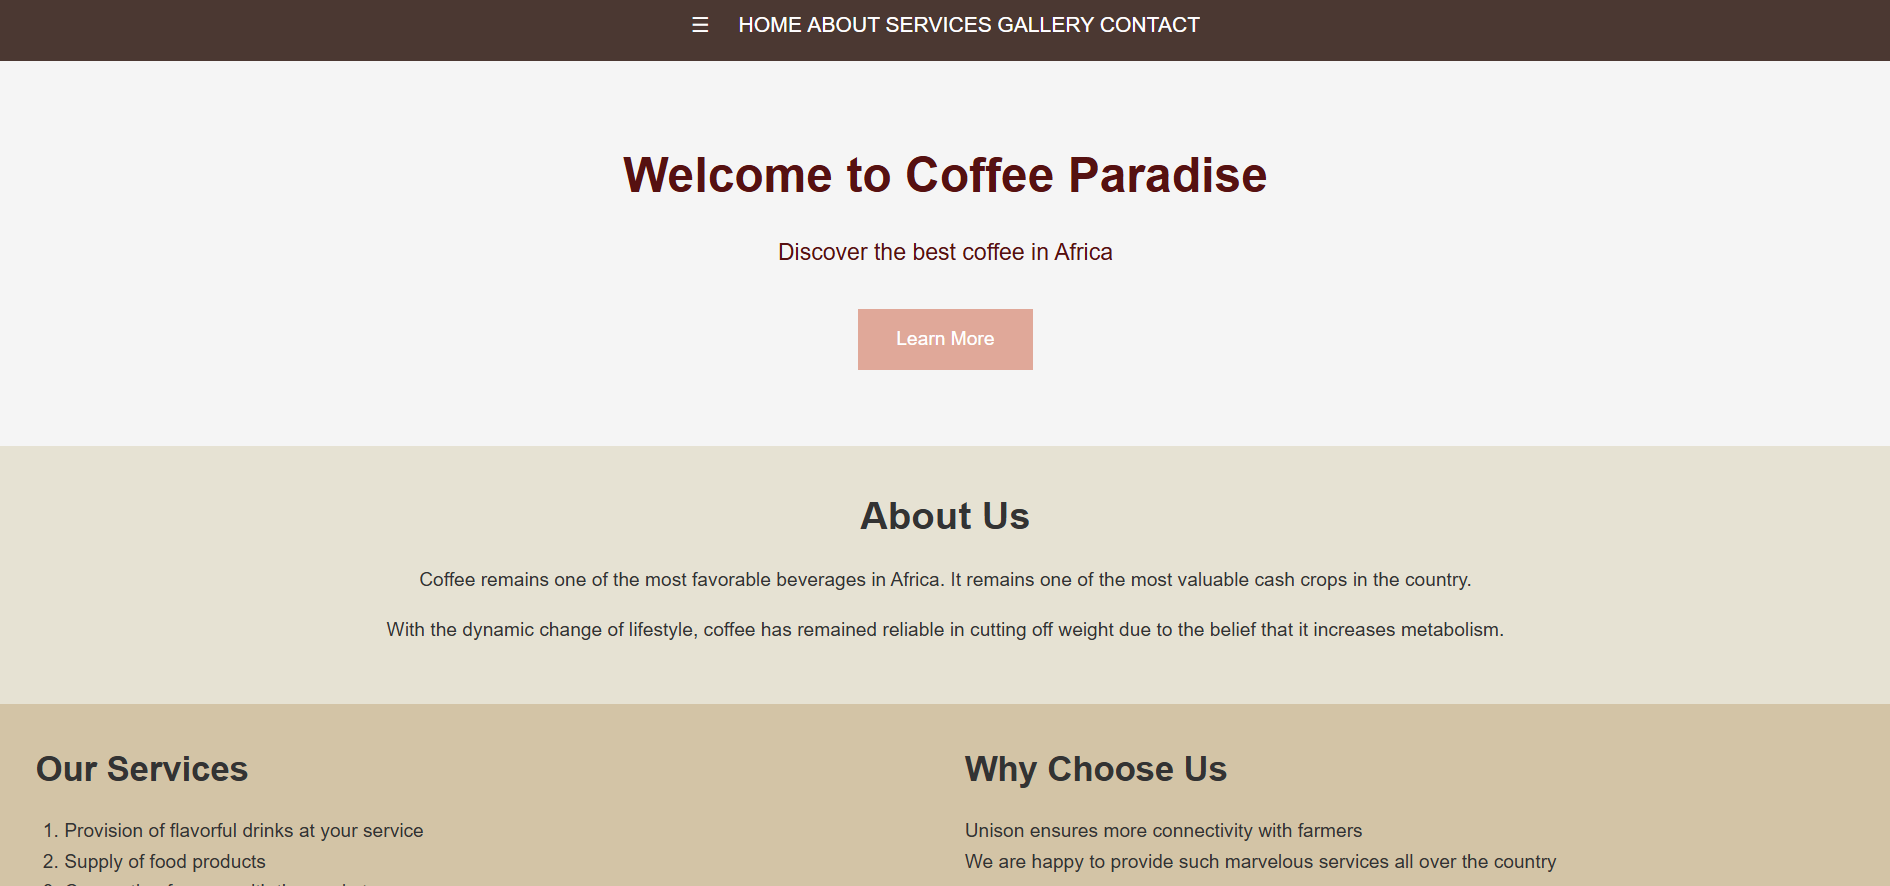 ☰ HOME ABOUT SERVICES GALLERY CONTACT
Welcome to Coffee Paradise
Discover the best coffee in Africa
Learn More
About Us
Coffee remains one of the most favorable beverages in Africa. It remains one of the most valuable cash crops in the country.
With the dynamic change of lifestyle, coffee has remained reliable in cutting off weight due to the belief that it increases metabolism.
Our Services
1. Provision of flavorful drinks at your service
2. Supply of food products
Why Choose Us
Unison ensures more connectivity with farmers
We are happy to provide such marvelous services all over the country